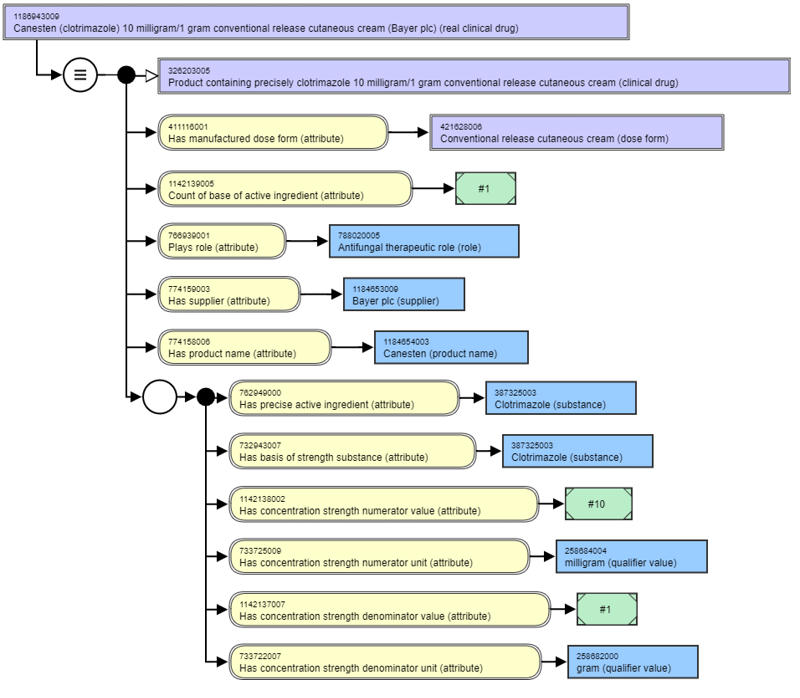 1186943009
Canesten (clotrimazole) 10 milligram/1 gram conventional release cutaneous cream (Bayer plc) (real clinical drug)
326203005
Product containing precisely clotrimazole 10 milligram/1 gram conventional release cutaneous cream (clinical drug)
411116001
Has manufactured dose form (attribute)
421628006
Conventional release cutaneous cream (dose form)
1142139005
Count of base of active ingredient (attribute)
#1
766939001
Plays role (attribute)
788020005
Antifungal therapeutic role (role)
774159003
Has supplier (attribute)
1184653009
Bayer plc (supplier)
774158006
Has product name (attribute)
1184654003
Canesten (product name)
762949000
Has precise active ingredient (attribute)
387325003
Clotrimazole (substance)
732943007
Has basis of strength substance (attribute)
387325003
Clotrimazole (substance)
1142138002
Has concentration strength numerator value (attribute)
#10
733725009
Has concentration strength numerator unit (attribute)
258684004
milligram (qualifier value)
1142137007
Has concentration strength denominator value (attribute)
#1
733722007
Has concentration strength denominator unit (attribute)
258682000
gram (qualifier value)